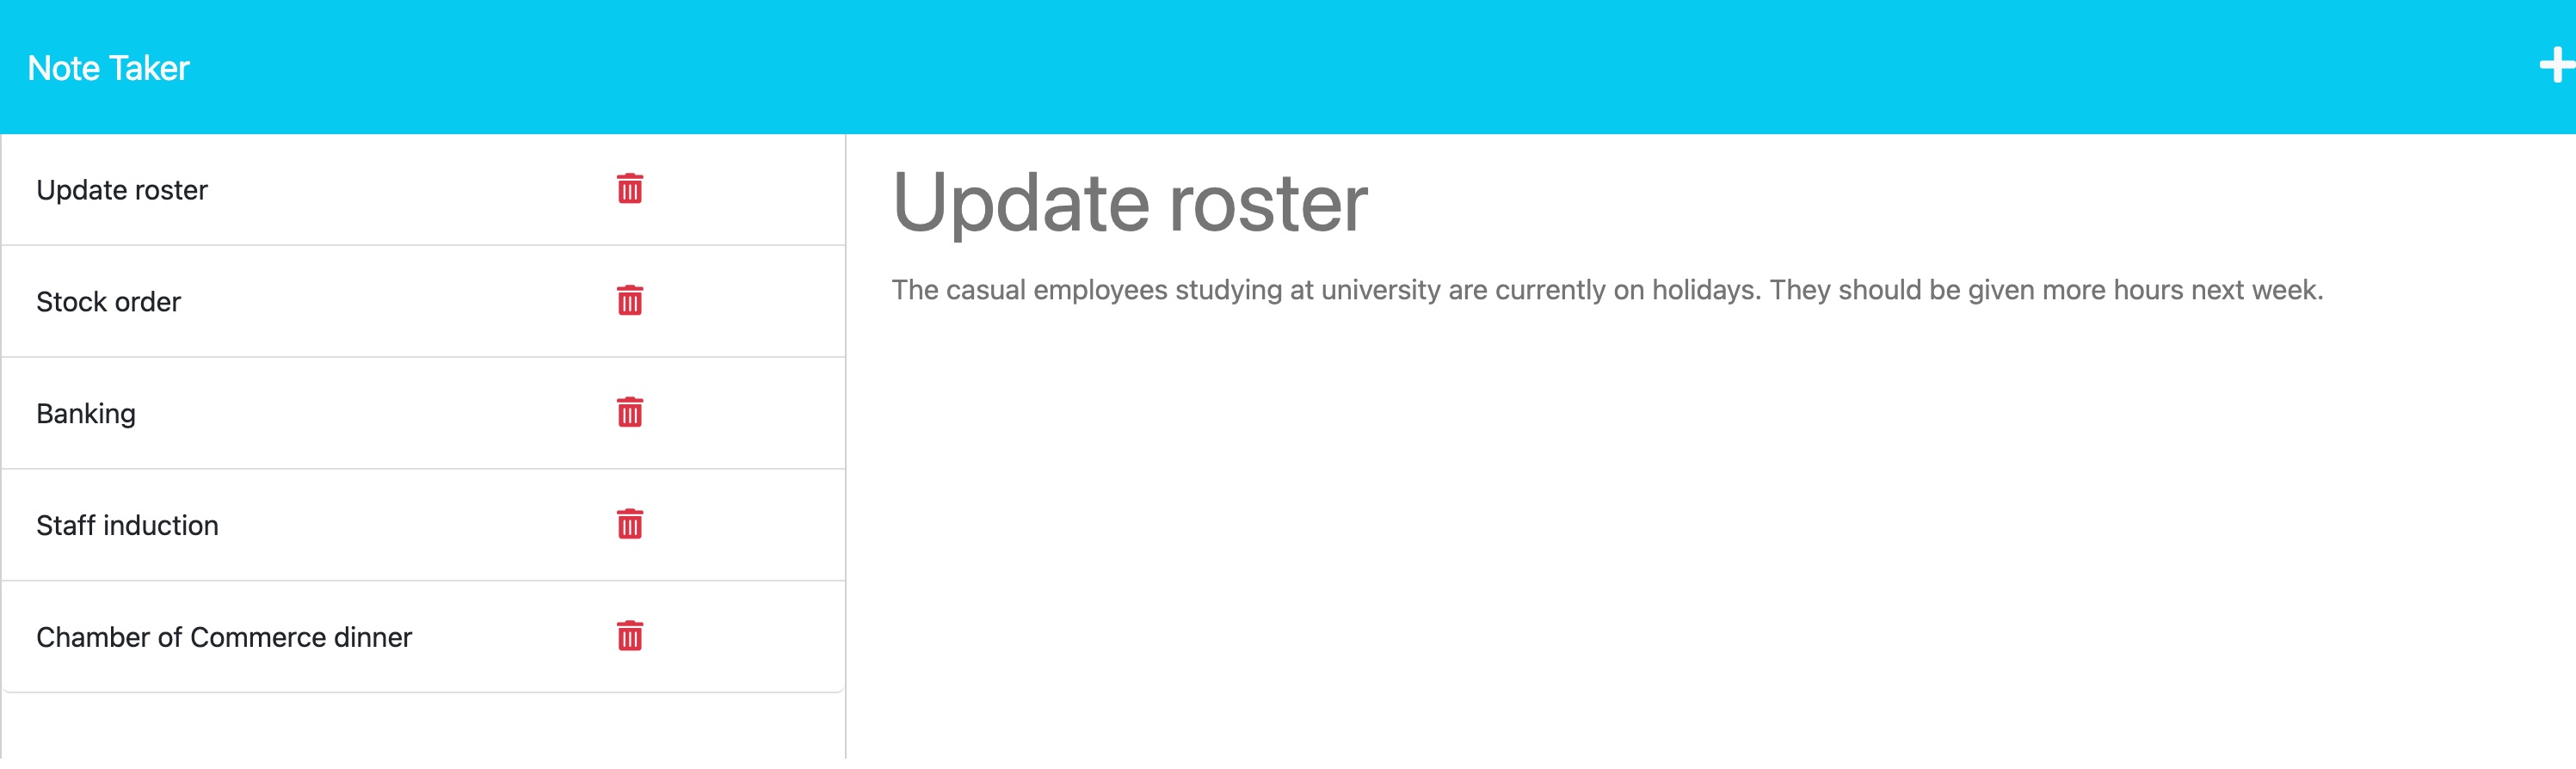 Note Taker
Update roster
Stock order
Banking
Staff induction
Chamber of Commerce dinner
Update roster
The casual employees studying at university are currently on holidays. They should be given more hours next week.